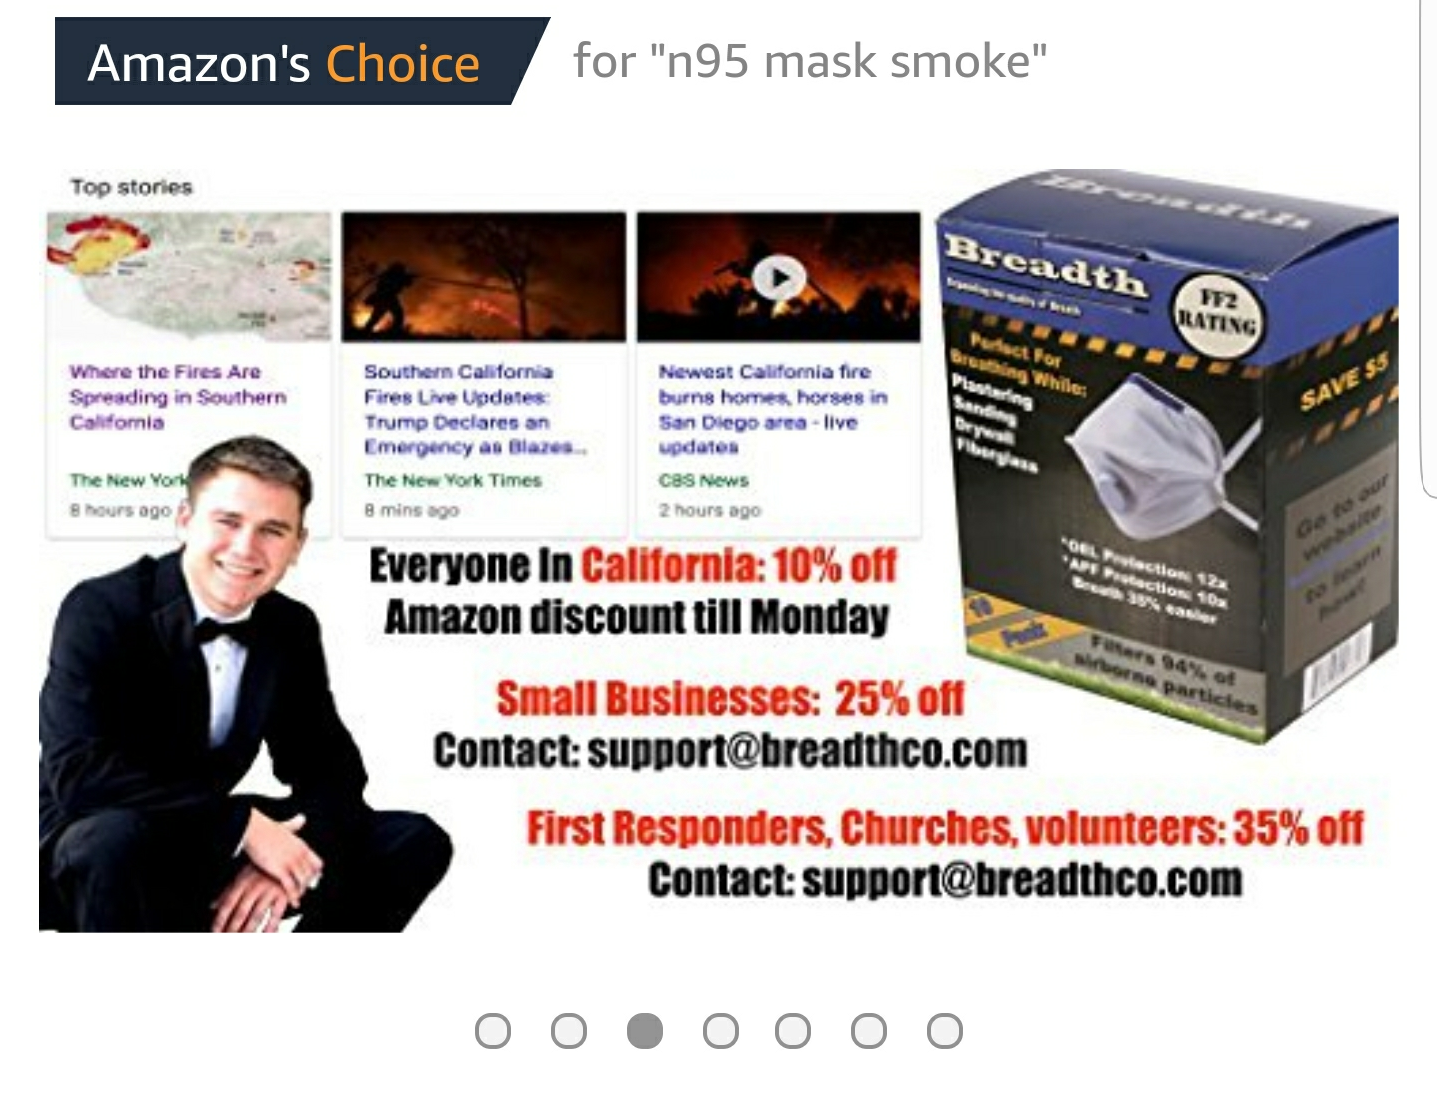 Amazon's Choice for "n95 mask smoke"
Top stories
Where the Fires Are
Spreading in Southern
California
The New York
8 hours ago
Southern California
Fires Live Updates:
Trump Declares an
Emergency as Blazes...
The New York Times
8 mins ago
Newest California fire
burns homes, horses in
San Diego area - live
updates
CBS News
2 hours ago
Breadth
Breadth
Expanding the quality of Breath
FF2
RATING
Perfect For
Breathing While:
Plastering
Sanding
Drywall
Fiberglass
*OEL Protection: 12x
*APF Protection: 10x
Breath 35% easier
10
Pack
Filters 94% of
airborne particles
SAVE $5
Go to our
website
to learn
how!
Everyone In California: 10% off
Amazon discount till Monday
Small Businesses: 25% off
Contact: support@breadthco.com
First Responders, Churches, volunteers: 35% off
Contact: support@breadthco.com